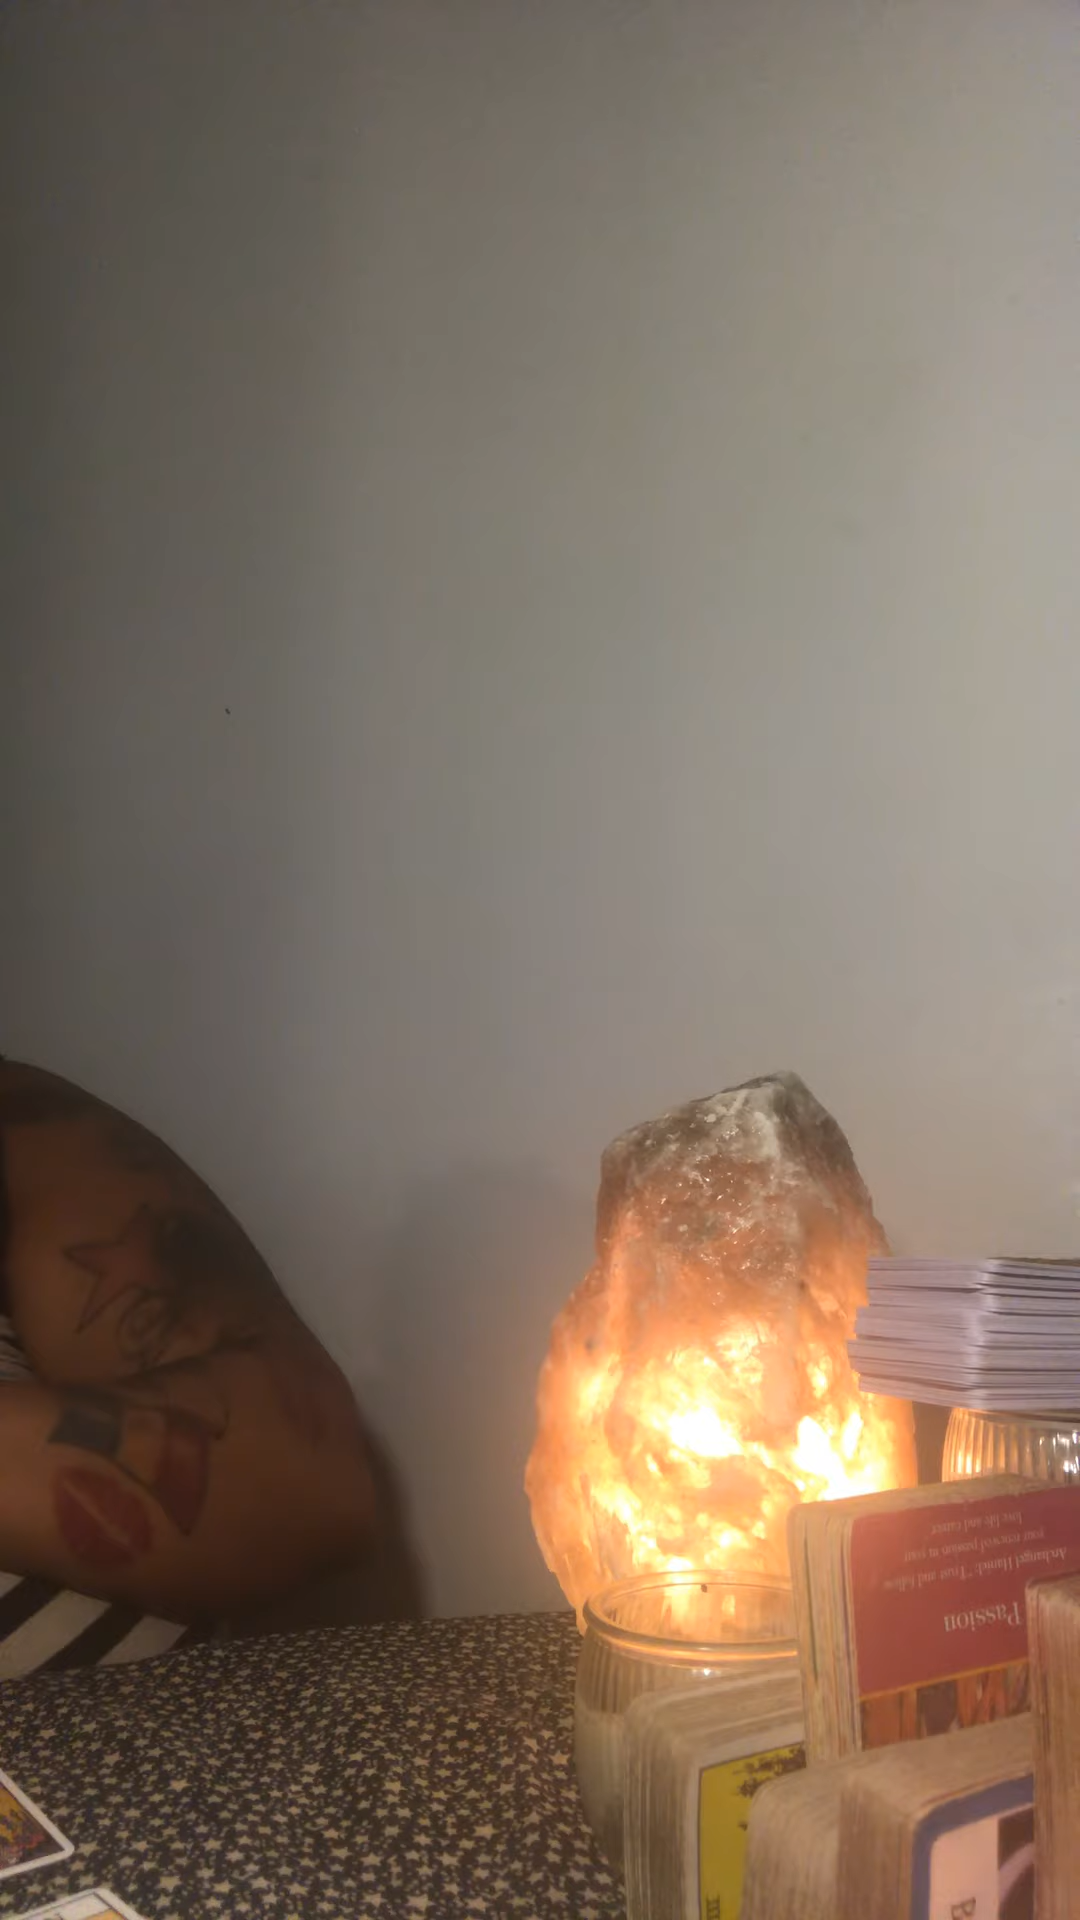 Passion
Archangel Haniel: "Trust and follow
your renewed passion in your
love life and career.